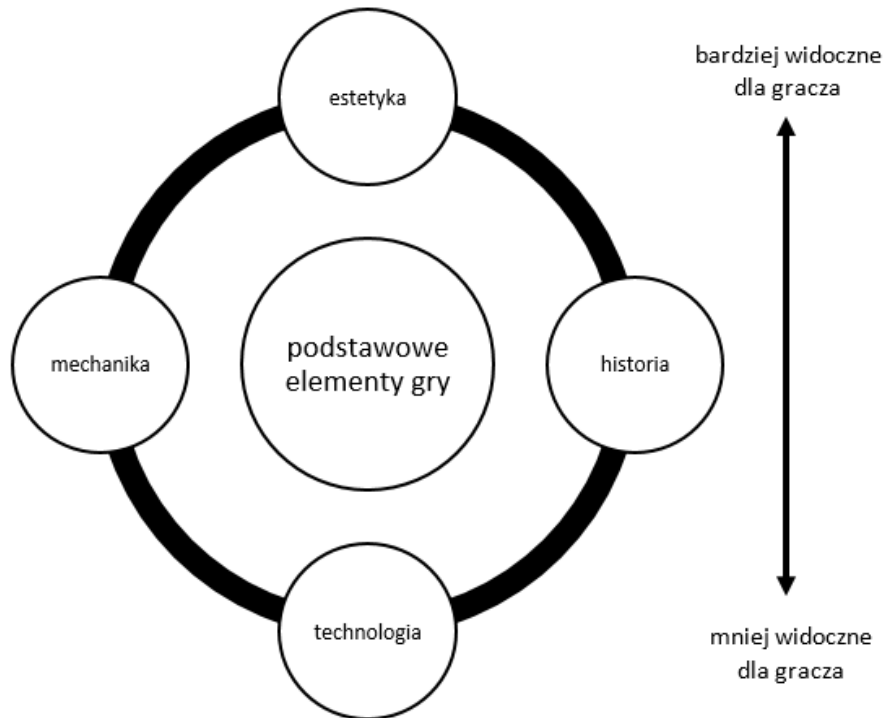 estetyka
bardziej widoczne
dla gracza
mechanika
podstawowe
elementy gry
historia
technologia
mniej widoczne
dla gracza